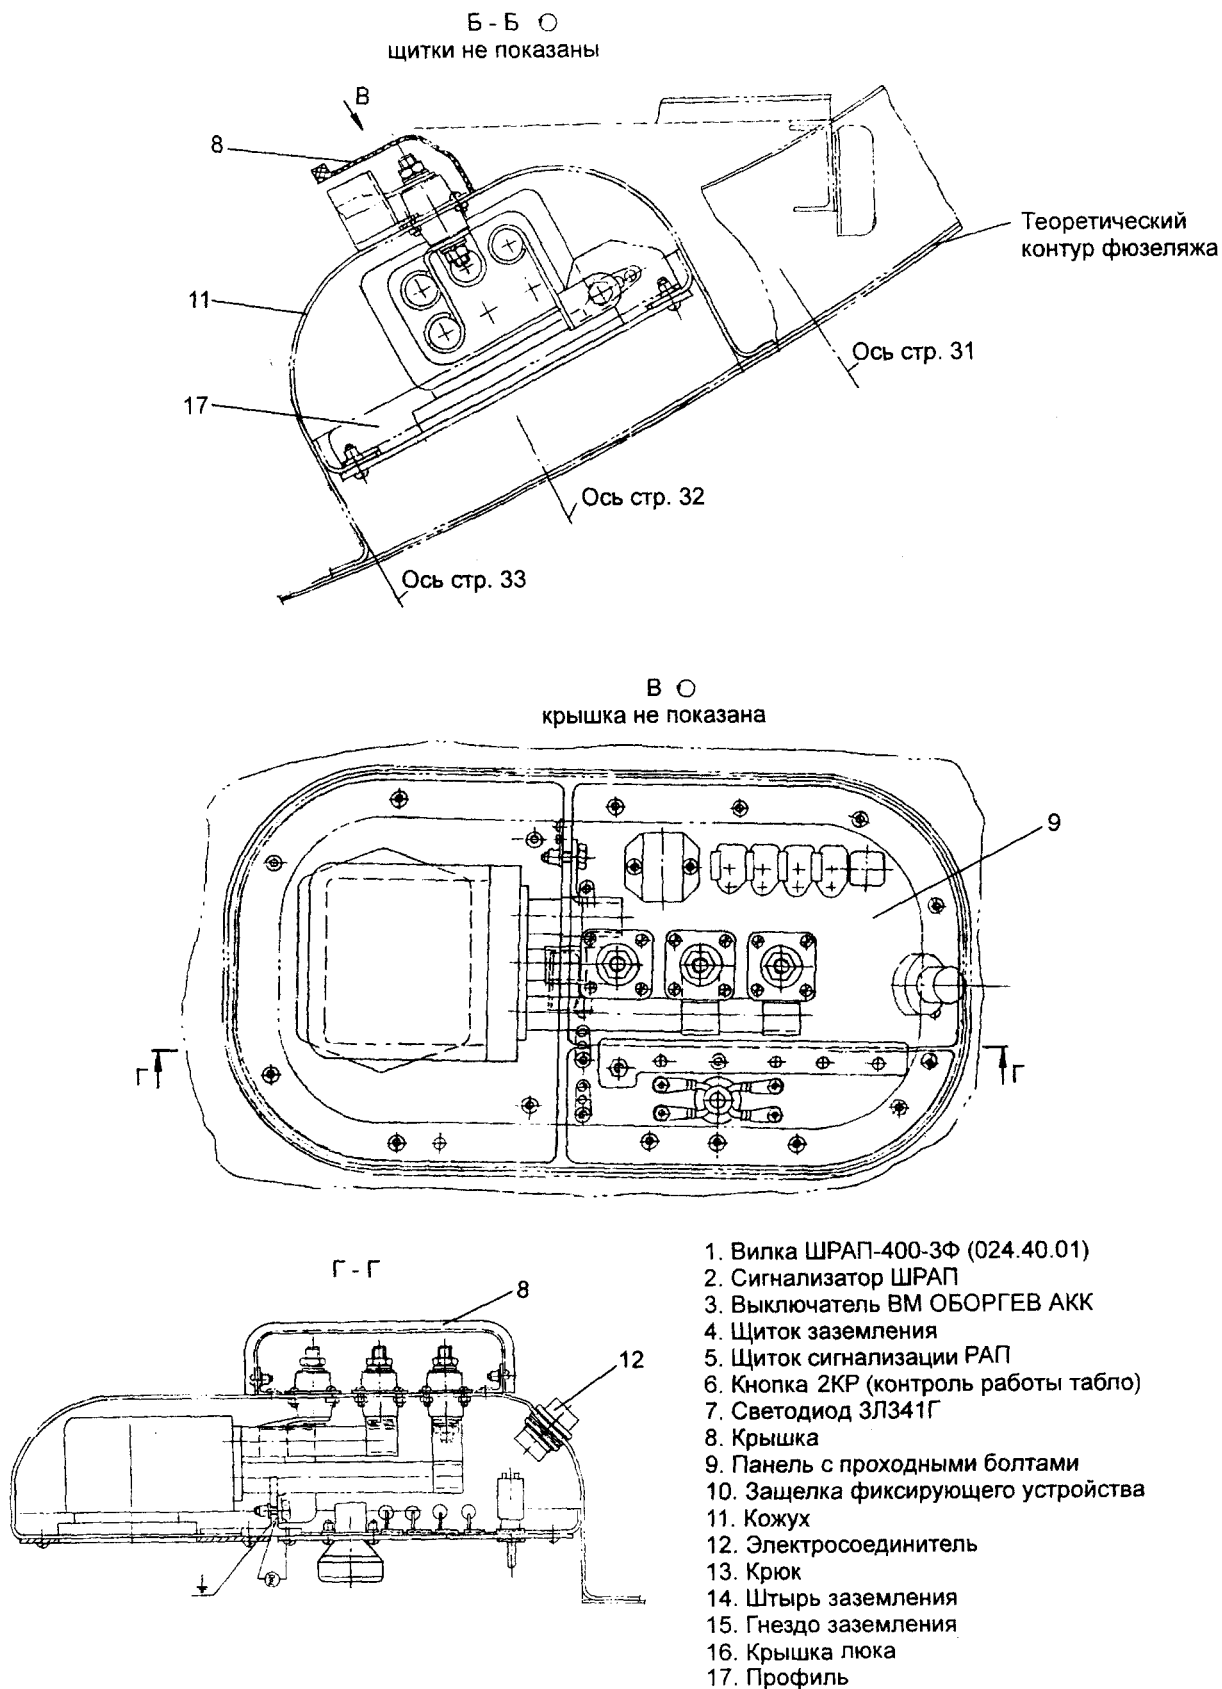 Б - Б
щитки не показаны
В
8
Теоретический
контур фюзеляжа
11
Ось стр. 31
17
Ось стр. 32
Ось стр. 33
В
крышка не показана
9
Г
Г
Г - Г
8
12
1. Вилка ШРАП-400-3Ф (024.40.01)
2. Сигнализатор ШРАП
3. Выключатель ВМ ОБОРГЕВ АКК
4. Щиток заземления
5. Щиток сигнализации РАП
6. Кнопка 2КР (контроль работы табло)
7. Светодиод 3Л341Г
8. Крышка
9. Панель с проходными болтами
10. Защелка фиксирующего устройства
11. Кожух
12. Электросоединитель
13. Крюк
14. Штырь заземления
15. Гнездо заземления
16. Крышка люка
17. Профиль